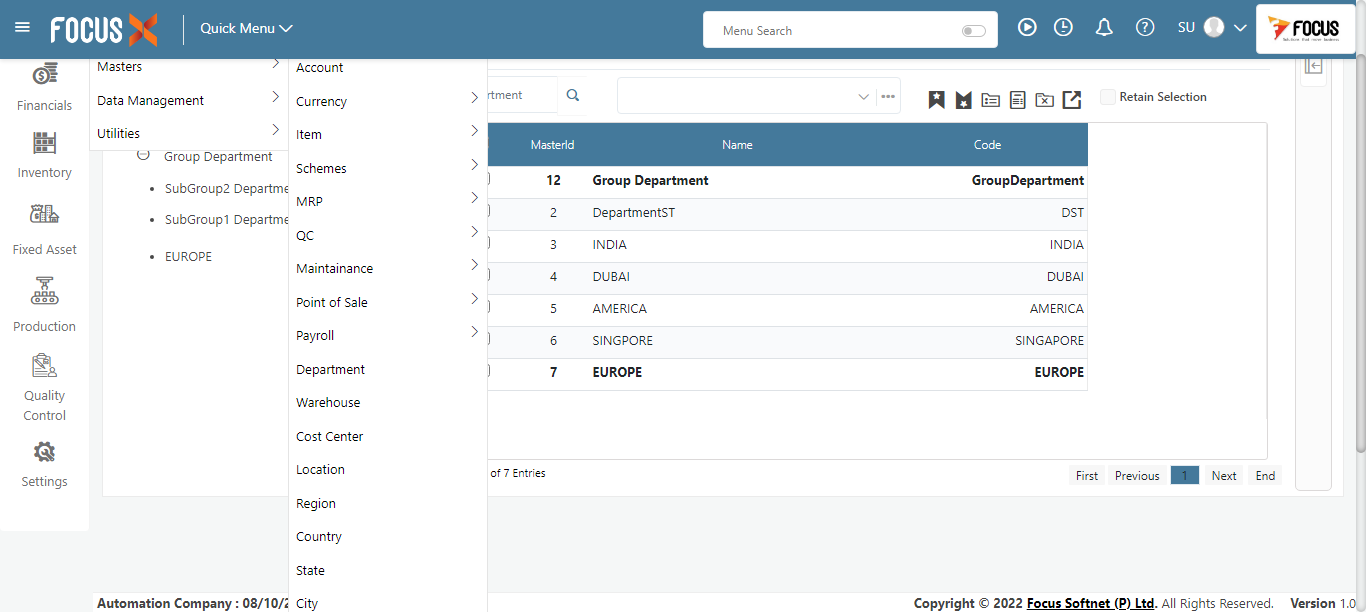 FOCUS X
Quick Menu
Menu Search
SU
FOCUS
Financials
Inventory
Fixed Asset
Production
Quality
Control
Settings
Masters
Data Management
Utilities
Group Department
SubGroup2 Departme
SubGroup1 Departme
EUROPE
Account
Currency
Item
Schemes
MRP
QC
Maintainance
Point of Sale
Payroll
Department
Warehouse
Cost Center
Location
Region
Country
State
City
rtment
Retain Selection
MasterId Name Code
12 Group Department GroupDepartment
2 DepartmentST DST
3 INDIA INDIA
4 DUBAI DUBAI
5 AMERICA AMERICA
6 SINGPORE SINGAPORE
7 EUROPE EUROPE
of 7 Entries
First Previous 1 Next End
Automation Company : 08/10/2
Copyright © 2022 Focus Softnet (P) Ltd. All Rights Reserved. Version 1.0